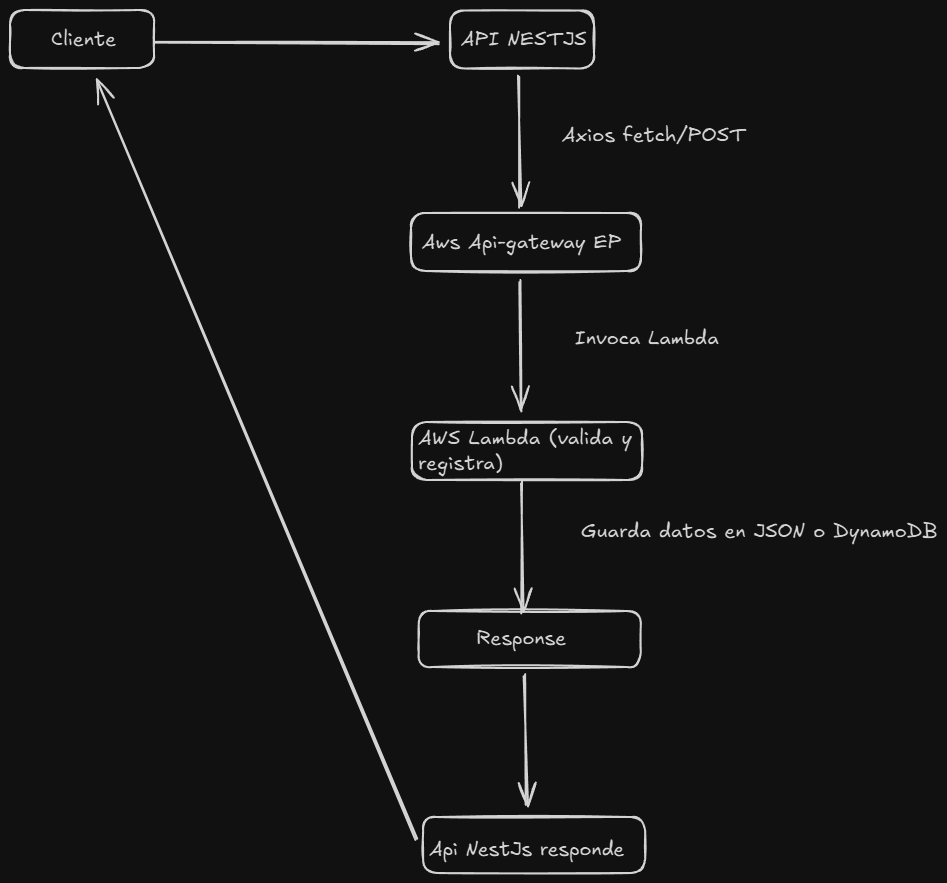 Cliente
API NESTJS
Axios fetch/POST
Aws Api-gateway EP
Invoca Lambda
AWS Lambda (valida y
registra)
Guarda datos en JSON o DynamoDB
Response
Api NestJs responde